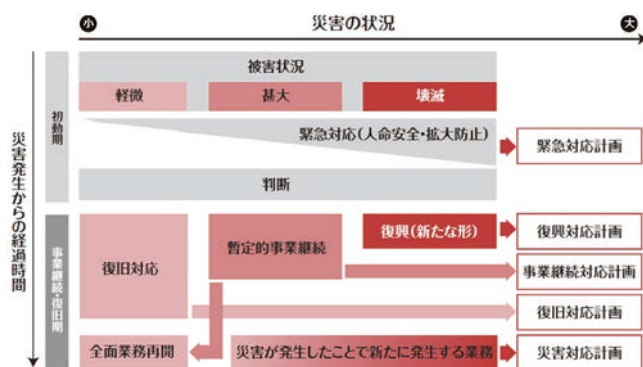 災害の状況
小
大
災害発生からの経過時間
初動期
被害状況
軽微
甚大
壊滅
緊急対応(人命安全・拡大防止)
緊急対応計画
判断
事業継続・復旧期
復旧対応
暫定的事業継続
復興(新たな形)
復興対応計画
事業継続対応計画
復旧対応計画
全面業務再開
災害が発生したことで新たに発生する業務
災害対応計画